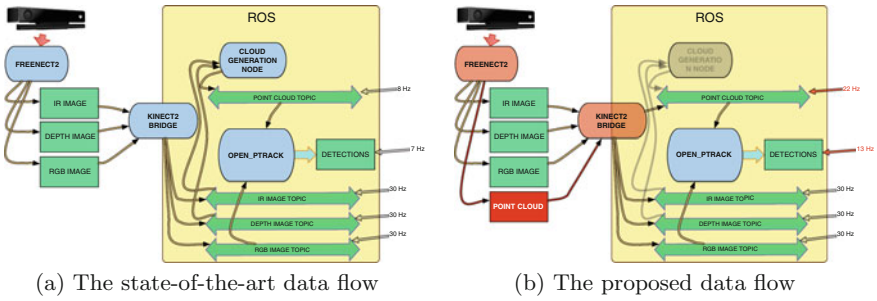 ROS
FREENECT2
CLOUD
GENERATION
NODE
IR IMAGE
DEPTH IMAGE
RGB IMAGE
KINECT2
BRIDGE
POINT CLOUD TOPIC
8 Hz
OPEN_PTRACK
DETECTIONS
7 Hz
IR IMAGE TOPIC
30 Hz
DEPTH IMAGE TOPIC
30 Hz
RGB IMAGE TOPIC
30 Hz
(a) The state-of-the-art data flow
ROS
FREENECT2
CLOUD
GENERATIO
N NODE
IR IMAGE
DEPTH IMAGE
RGB IMAGE
POINT CLOUD
KINECT2
BRIDGE
POINT CLOUD TOPIC
22 Hz
OPEN_PTRACK
DETECTIONS
13 Hz
IR IMAGE TOPIC
30 Hz
DEPTH IMAGE TOPIC
30 Hz
RGB IMAGE TOPIC
30 Hz
(b) The proposed data flow